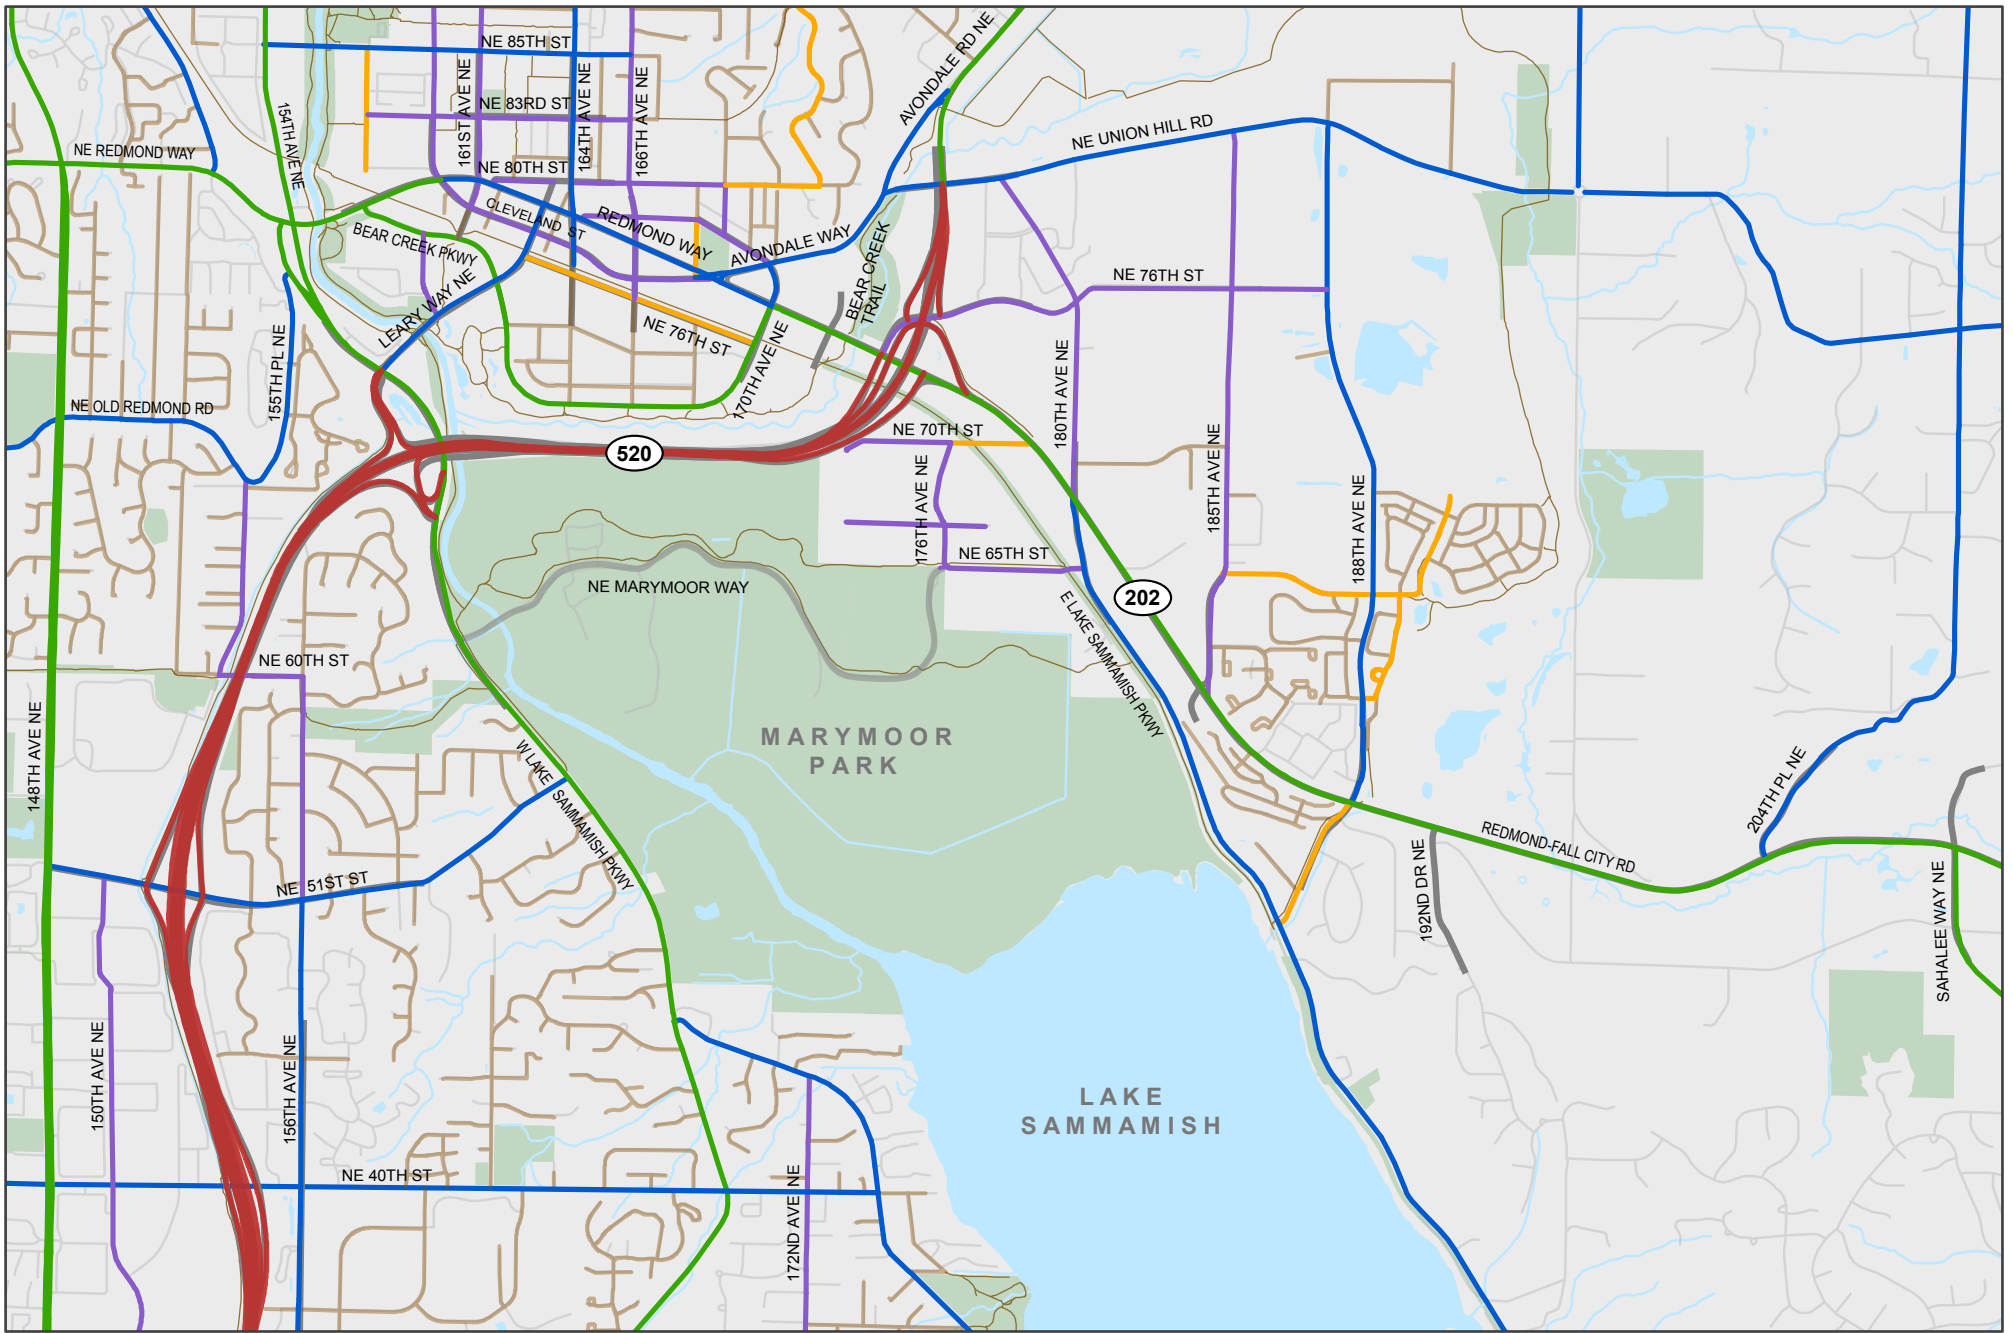 NE 85TH ST
AVONDALE RD NE
161ST AVE NE
164TH AVE NE
166TH AVE NE
NE 83RD ST
154TH AVE NE
NE UNION HILL RD
NE REDMOND WAY
NE 80TH ST
CLEVELAND ST
REDMOND WAY
BEAR CREEK PKWY
AVONDALE WAY
BEAR CREEK
TRAIL
NE 76TH ST
LEARY WAY NE
NE 76TH ST
155TH PL NE
170TH AVE NE
180TH AVE NE
NE OLD REDMOND RD
NE 70TH ST
520
185TH AVE NE
176TH AVE NE
188TH AVE NE
NE 65TH ST
NE MARYMOOR WAY
202
E LAKE SAMMAMISH PKWY
NE 60TH ST
148TH AVE NE
MARYMOOR
PARK
W LAKE SAMMAMISH PKWY
204TH PL NE
REDMOND-FALL CITY RD
NE 51ST ST
192ND DR NE
SAHALEE WAY NE
150TH AVE NE
156TH AVE NE
LAKE
SAMMAMISH
NE 40TH ST
172ND AVE NE